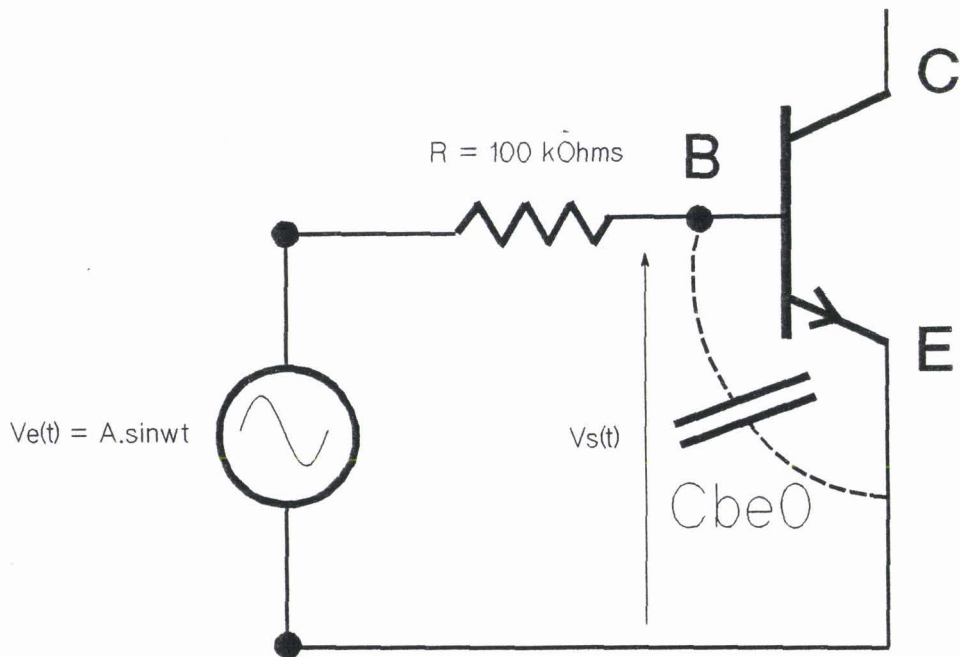 C
R = 100 kOhms
B
E
Ve(t) = A.sinwt
Vs(t)
Cbe0